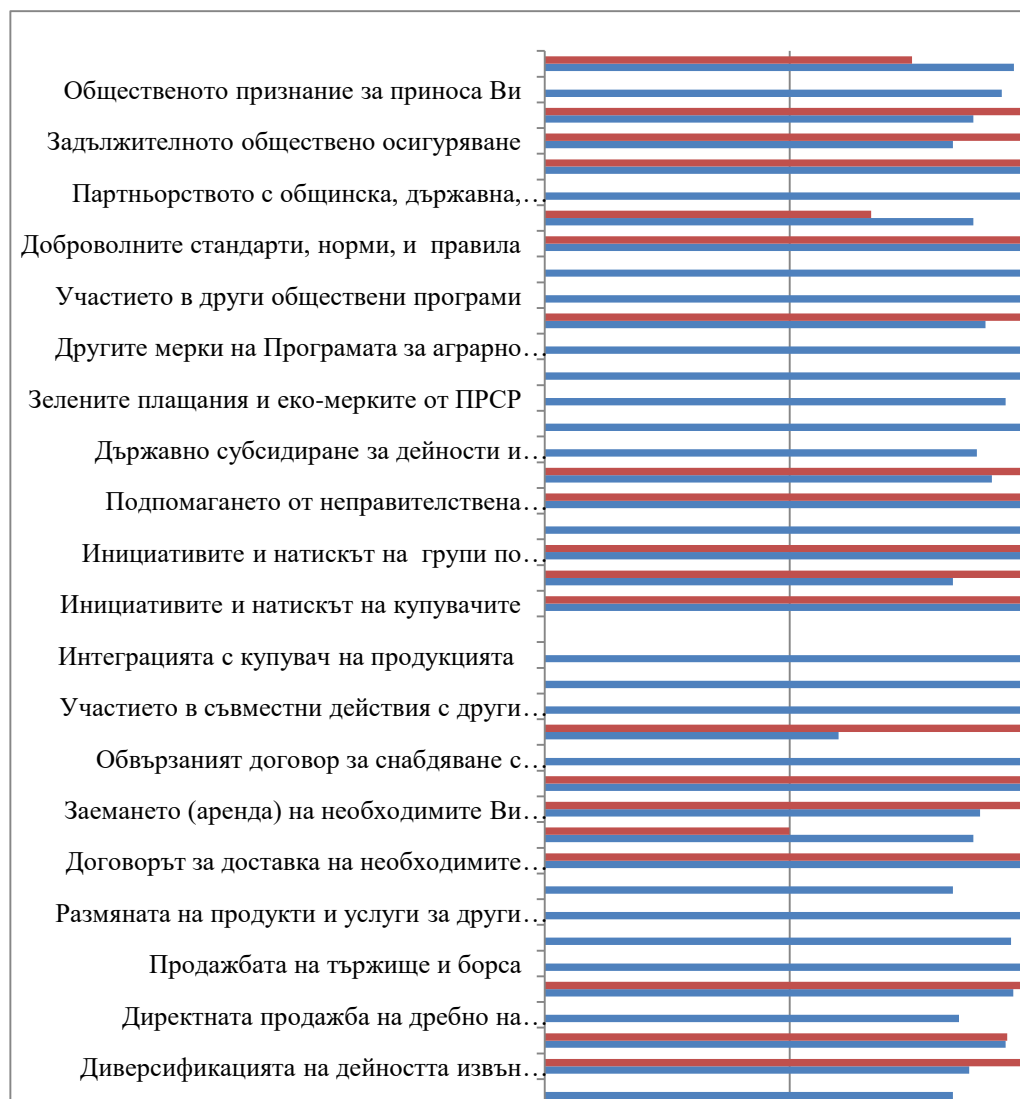 Общественото признание за приноса Ви
Задължителното обществено осигуряване
Партньорството с общинска, държавна,…
Доброволните стандарти, норми, и  правила
Участието в други обществени програми
Другите мерки на Програмата за аграрно…
Зелените плащания и еко-мерките от ПРСР
Държавно субсидиране за дейности и…
Подпомагането от неправителствена…
Инициативите и натискът на  групи по…
Инициативите и натискът на купувачите
Интеграцията с купувач на продукцията
Участието в съвместни действия с други…
Обвързаният договор за снабдяване с…
Заемането (аренда) на необходимите Ви…
Договорът за доставка на необходимите…
Размяната на продукти и услуги за други…
Продажбата на тържище и борса
Директната продажба на дребно на…
Диверсификацията на дейността извън…